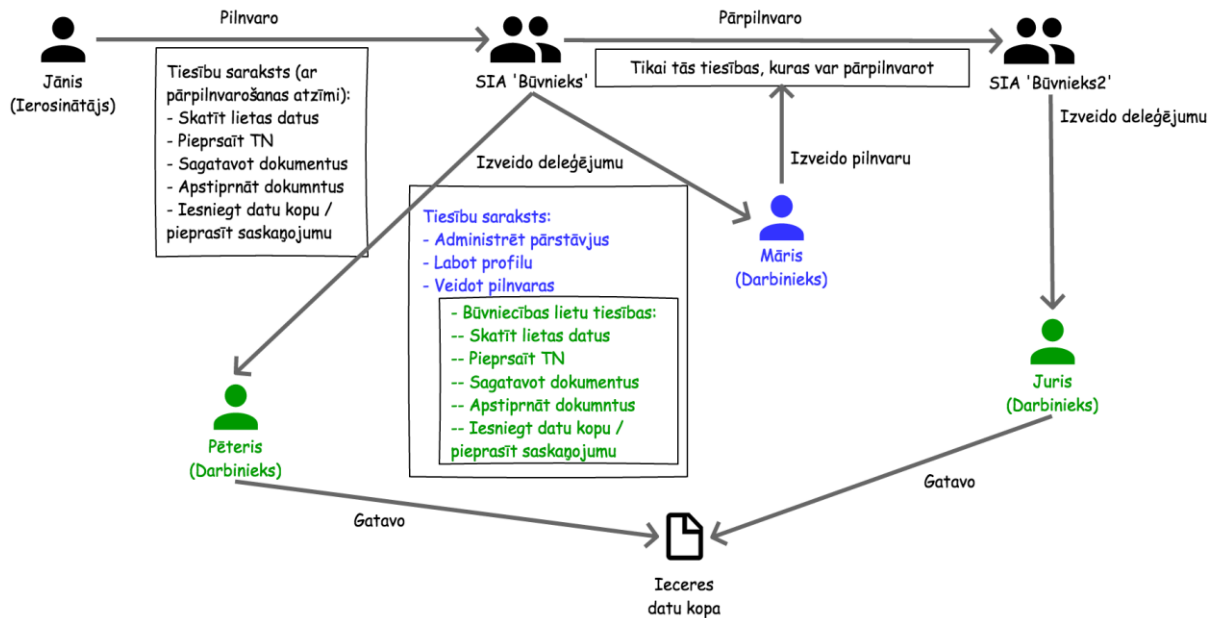 Pilnvaro
Pārpilnvaro
Jānis
(Ierosinātājs)
SIA 'Būvnieks'
SIA 'Būvnieks2'
Tiesību saraksts (ar
pārpilnvarošanas atzīmi):
- Skatīt lietas datus
- Pieprsaīt TN
- Sagatavot dokumentus
- Apstiprnāt dokumntus
- Iesniegt datu kopu /
pieprasīt saskaņojumu
Tikai tās tiesības, kuras var pārpilnvarot
Izveido deleģējumu
Izveido pilnvaru
Izveido deleģējumu
Tiesību saraksts:
- Administrēt pārstāvjus
- Labot profilu
- Veidot pilnvaras
- Būvniecības lietu tiesības:
-- Skatīt lietas datus
-- Pieprsaīt TN
-- Sagatavot dokumentus
-- Apstiprnāt dokumntus
-- Iesniegt datu kopu /
pieprasīt saskaņojumu
Māris
(Darbinieks)
Juris
(Darbinieks)
Pēteris
(Darbinieks)
Gatavo
Gatavo
Ieceres
datu kopa